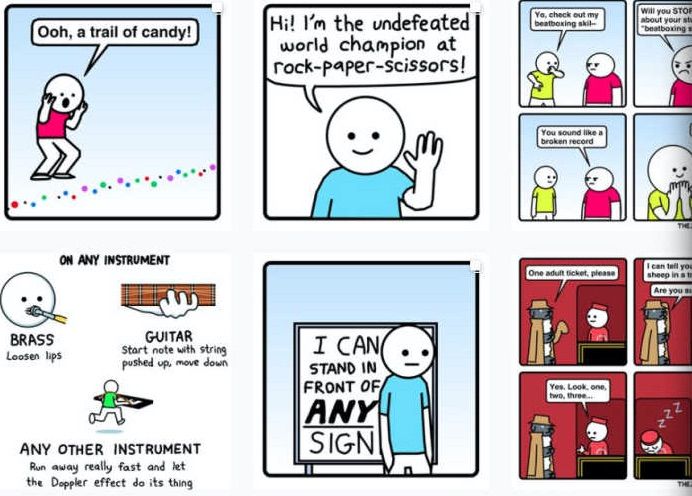 Ooh, a trail of candy!
Hi! I'm the undefeated
world champion at
rock-paper-scissors!
Yo, check out my
beatboxing skil–
Will you STOP
about your
"beatboxing
You sound like a
broken record
THE
ON ANY INSTRUMENT
BRASS
Loosen lips
GUITAR
Start note with string
pushed up, move down
ANY OTHER INSTRUMENT
Run away really fast and let
the Doppler effect do its thing
I CAN
STAND IN
FRONT OF
ANY
SIGN
One adult ticket, please
I can tell you
sheep in a
Are you
Yes. Look, one,
two, three...
z z z
THE